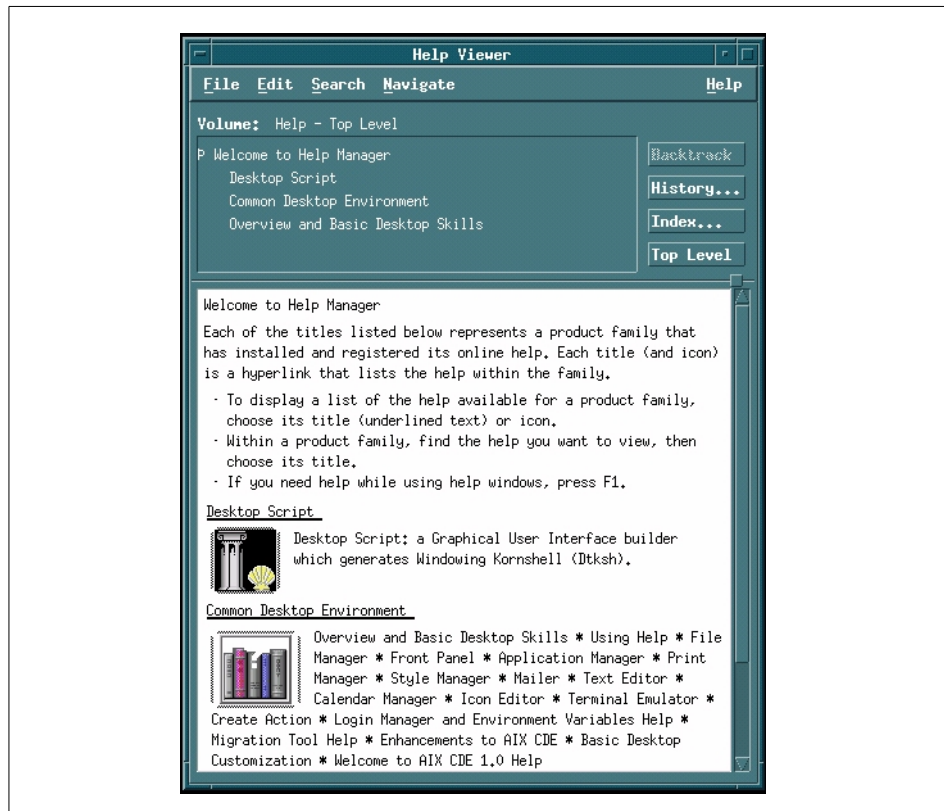 Help Viewer
File Edit Search Navigate Help
Volume: Help - Top Level
Welcome to Help Manager
Desktop Script
Common Desktop Environment
Overview and Basic Desktop Skills
Backtrack
History...
Index...
Top Level
Welcome to Help Manager
Each of the titles listed below represents a product family that
has installed and registered its online help. Each title (and icon)
is a hyperlink that lists the help within the family.
· To display a list of the help available for a product family,
choose its title (underlined text) or icon.
· Within a product family, find the help you want to view, then
choose its title.
· If you need help while using help windows, press F1.
Desktop Script
Desktop Script: a Graphical User Interface builder
which generates Windowing Kornshell (Dtksh).
Common Desktop Environment
Overview and Basic Desktop Skills * Using Help * File
Manager * Front Panel * Application Manager * Print
Manager * Style Manager * Mailer * Text Editor *
Calendar Manager * Icon Editor * Terminal Emulator *
Create Action * Login Manager and Environment Variables Help *
Migration Tool Help * Enhancements to AIX CDE * Basic Desktop
Customization * Welcome to AIX CDE 1.0 Help